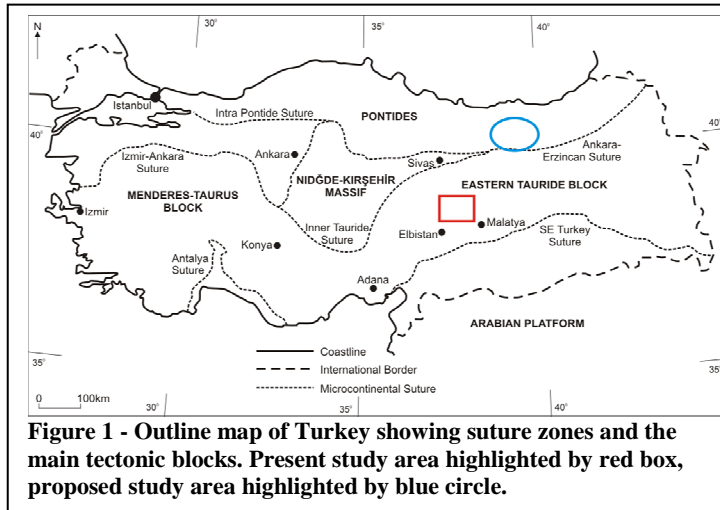 30°
35°
40°
N
Istanbul
Intra Pontide Suture
PONTIDES
40°
40°
Izmir-Ankara
Suture
Ankara
Sivas
Ankara-
Erzincan Suture
NIDĞDE-KIRŞEHİR
MASSIF
EASTERN TAURIDE BLOCK
MENDERES-TAURUS
BLOCK
Izmir
Inner Tauride
Suture
Malatya
Elbistan
SE Turkey
Suture
Konya
Antalya
Suture
Adana
ARABIAN PLATFORM
35°
35°
Coastline
International Border
Microcontinental Suture
0 100km
30°
35°
40°
Figure 1 - Outline map of Turkey showing suture zones and the
main tectonic blocks. Present study area highlighted by red box,
proposed study area highlighted by blue circle.